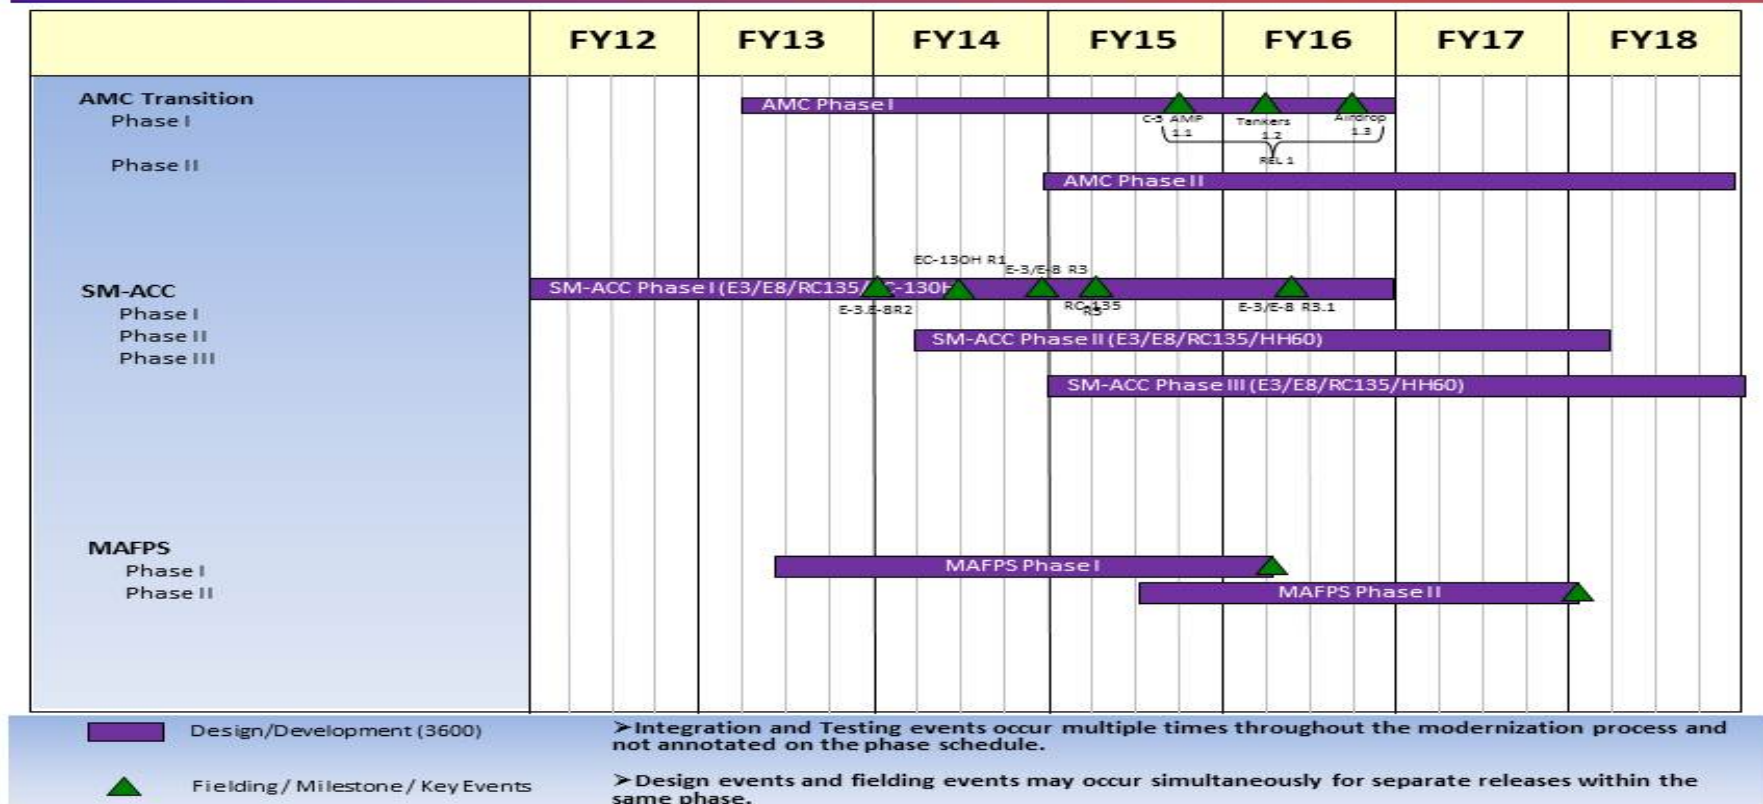 FY12 FY13 FY14 FY15 FY16 FY17 FY18
AMC Transition
Phase I
Phase II
AMC Phase I
C-5 AMP
1.1
Tankers
1.2
Airdrop
1.3
REL 1
AMC Phase II
SM-ACC
Phase I
Phase II
Phase III
EC-130H R1
E-3/E-8 R3
SM-ACC Phase I (E3/E8/RC135/ C-130H
E-3.E-8R2
RC-135
R3
E-3/E-8 R3.1
SM-ACC Phase II (E3/E8/RC135/HH60)
SM-ACC Phase III (E3/E8/RC135/HH60)
MAFPS
Phase I
Phase II
MAFPS Phase I
MAFPS Phase II
Design/Development (3600)
Fielding / Milestone / Key Events
➢Integration and Testing events occur multiple times throughout the modernization process and
not annotated on the phase schedule.
➢Design events and fielding events may occur simultaneously for separate releases within the
same phase.